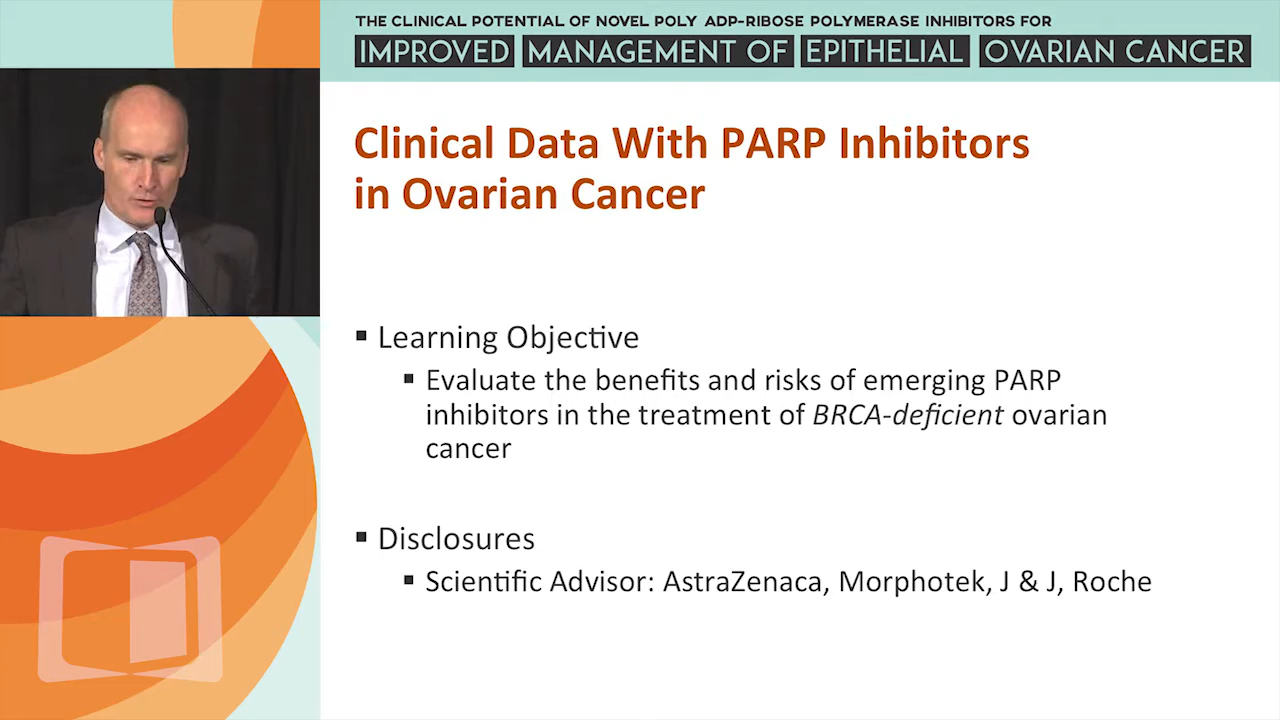 THE CLINICAL POTENTIAL OF NOVEL POLY ADP-RIBOSE POLYMERASE INHIBITORS FOR
IMPROVED MANAGEMENT OF EPITHELIAL OVARIAN CANCER
Clinical Data With PARP Inhibitors
in Ovarian Cancer
▪ Learning Objective
▪ Evaluate the benefits and risks of emerging PARP
inhibitors in the treatment of BRCA-deficient ovarian
cancer
▪ Disclosures
▪ Scientific Advisor: AstraZenaca, Morphotek, J & J, Roche